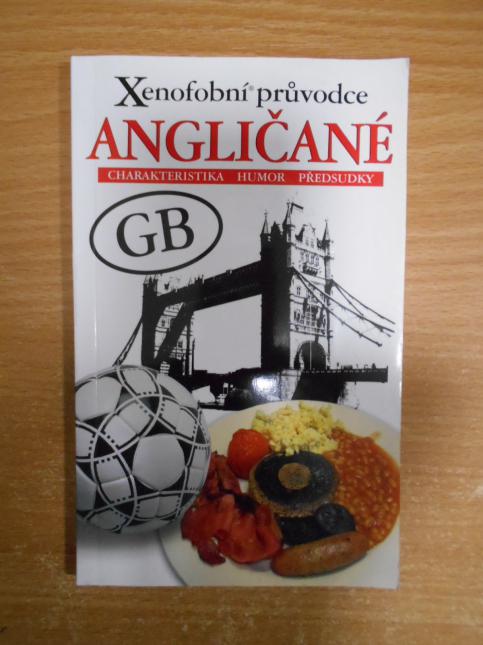 Xenofobní® průvodce
ANGLIČANÉ
CHARAKTERISTIKA HUMOR PŘEDSUDKY
GB